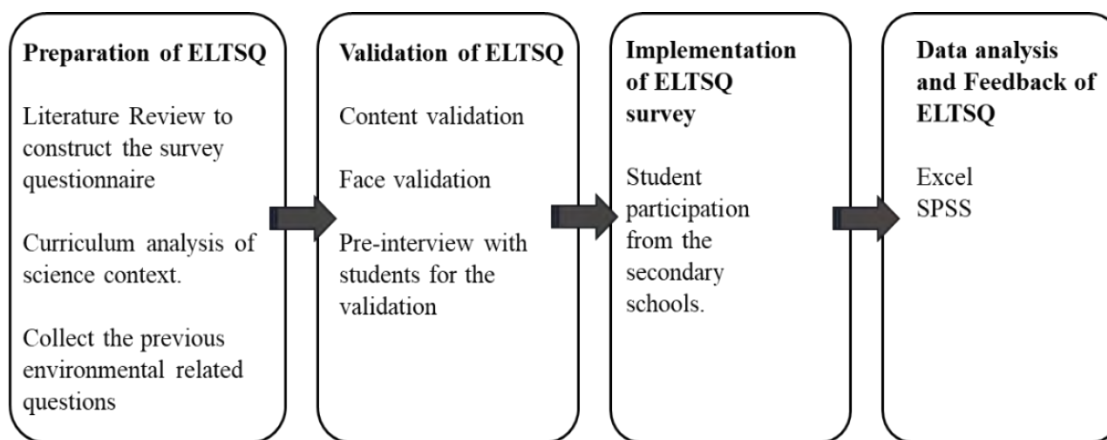 Preparation of ELTSQ
Literature Review to
construct the survey
questionnaire
Curriculum analysis of
science context.
Collect the previous
environmental related
questions
Validation of ELTSQ
Content validation
Face validation
Pre-interview with
students for the
validation
Implementation
of ELTSQ
survey
Student
participation
from the
secondary
schools.
Data analysis
and Feedback of
ELTSQ
Excel
SPSS